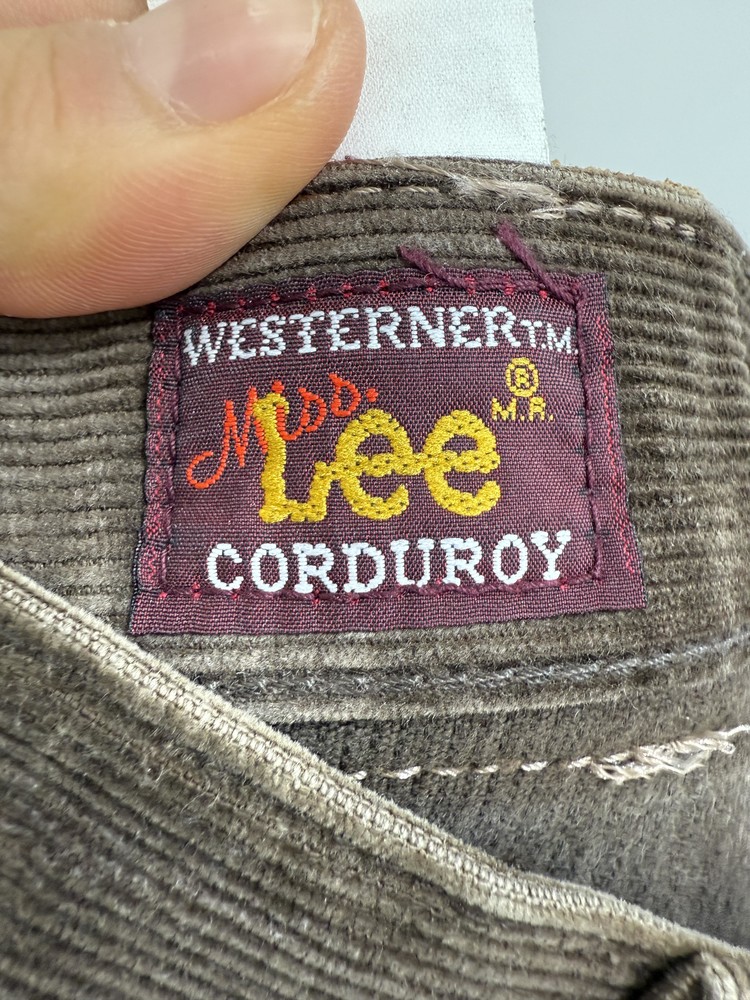 WESTERNER T.M.
Miss.
Lee ® M.R.
CORDUROY